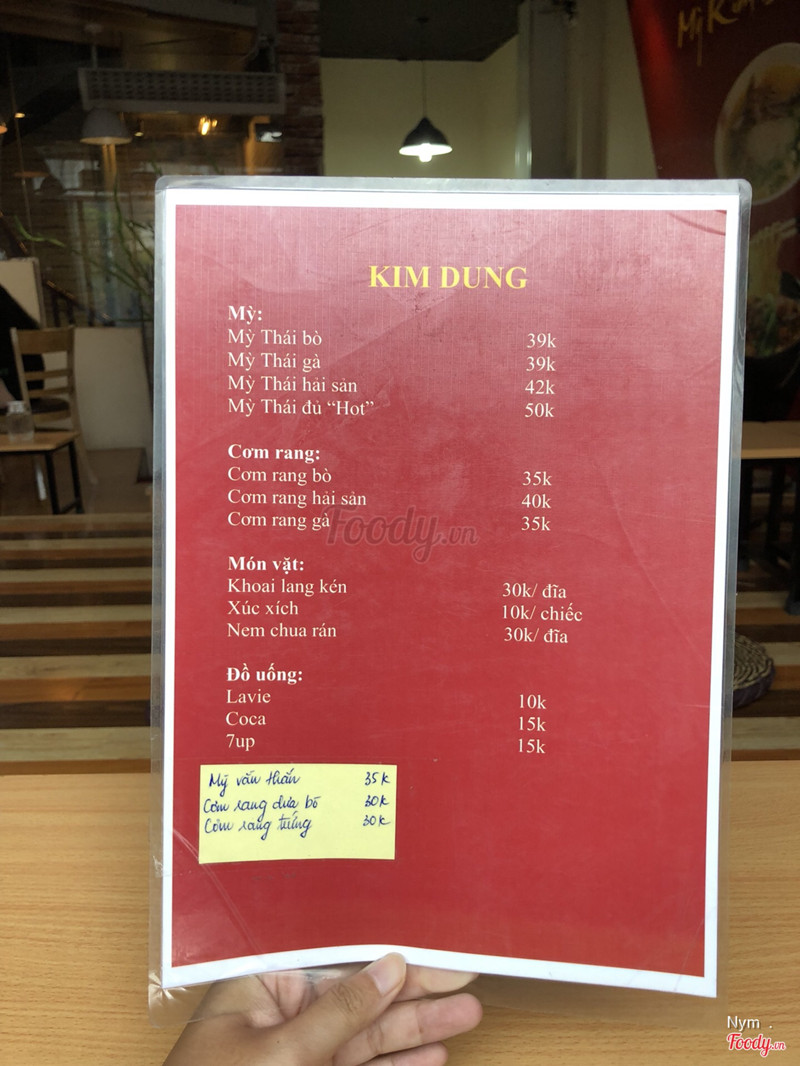 Mỳ K
KIM DUNG
Mỳ:
Mỳ Thái bò 39k
Mỳ Thái gà 39k
Mỳ Thái hải sản 42k
Mỳ Thái đủ “Hot” 50k
Cơm rang:
Cơm rang bò 35k
Cơm rang hải sản 40k
Cơm rang gà 35k
Foody.vn
Món vặt:
Khoai lang kén 30k/ đĩa
Xúc xích 10k/ chiếc
Nem chua rán 30k/ đĩa
Đồ uống:
Lavie 10k
Coca 15k
7up 15k
Mỹ vằn thắn 35k
Cơm rang dưa bò 30k
Cơm rang trứng 30k
Nym .
Foody.vn